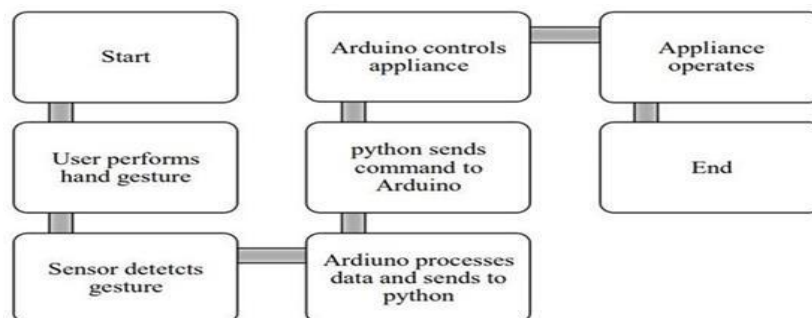 Start
User performs
hand gesture
Sensor detetcts
gesture
Ardiuno processes
data and sends to
python
python sends
command to
Arduino
Arduino controls
appliance
Appliance
operates
End